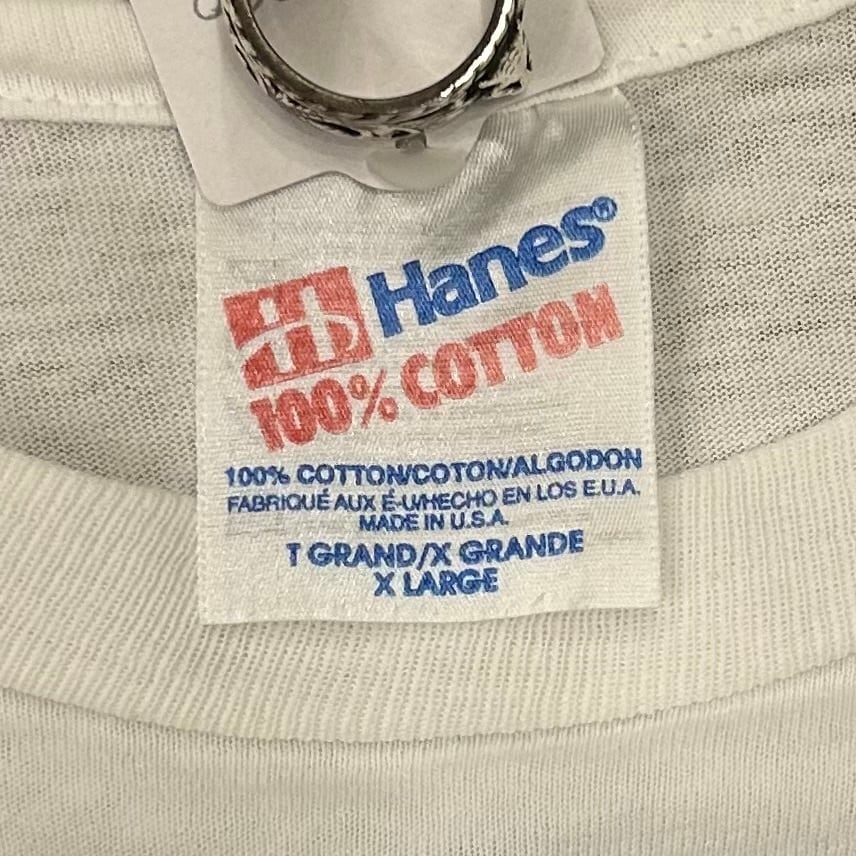 Hanes®
100% COTTON
100% COTTON/COTON/ALGODON
FABRIQUÉ AUX É-U/HECHO EN LOS E.U.A.
MADE IN U.S.A.
T GRAND/X GRANDE
X LARGE